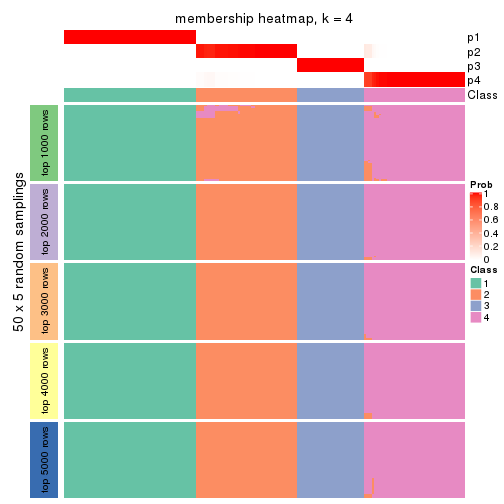 membership heatmap, k = 4
p1
p2
p3
p4
Class
50 x 5 random samplings
top 1000 rows
top 2000 rows
top 3000 rows
top 4000 rows
top 5000 rows
Prob
1
0.8
0.6
0.4
0.2
0
Class
1
2
3
4